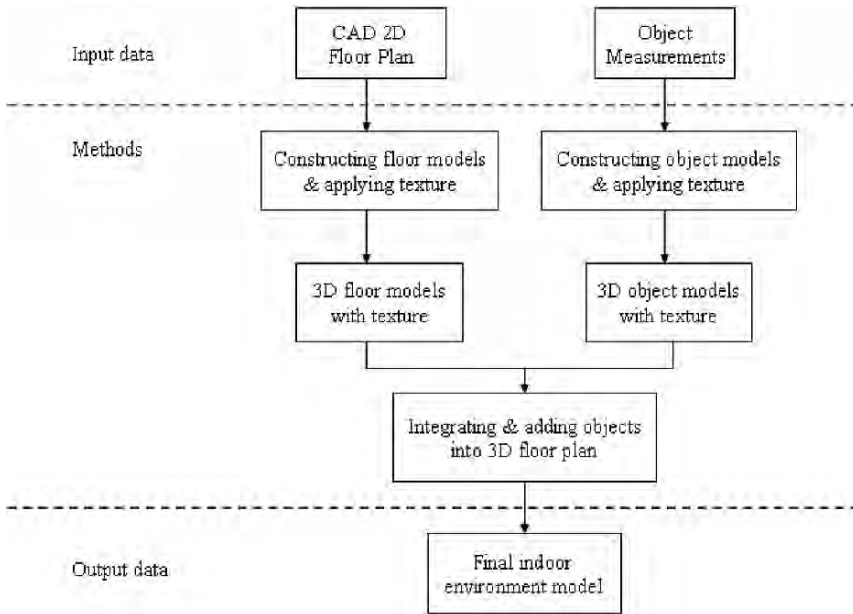 Input data
CAD 2D
Floor Plan
Object
Measurements
Methods
Constructing floor models
& applying texture
Constructing object models
& applying texture
3D floor models
with texture
3D object models
with texture
Integrating & adding objects
into 3D floor plan
Output data
Final indoor
environment model